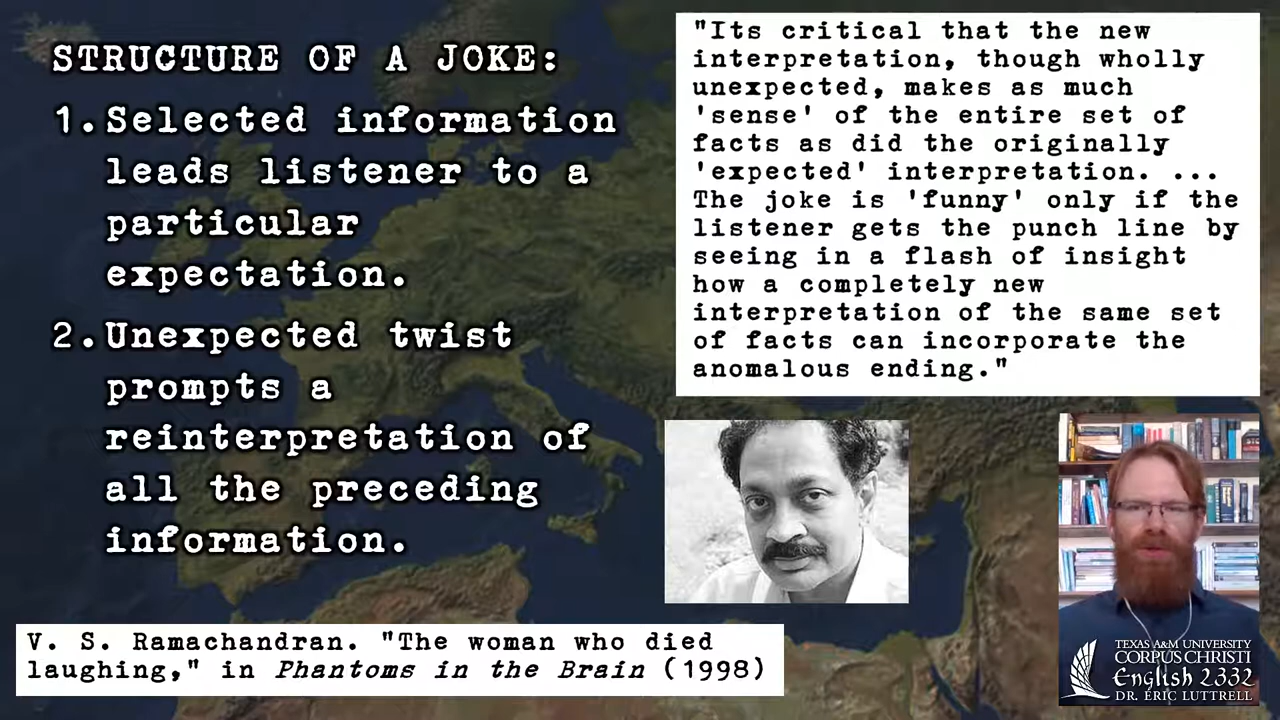 STRUCTURE OF A JOKE:
1. Selected information
leads listener to a
particular
expectation.
2. Unexpected twist
prompts a
reinterpretation of
all the preceding
information.
"Its critical that the new
interpretation, though wholly
unexpected, makes as much
'sense' of the entire set of
facts as did the originally
'expected' interpretation. ...
The joke is 'funny' only if the
listener gets the punch line by
seeing in a flash of insight
how a completely new
interpretation of the same set
of facts can incorporate the
anomalous ending."
V. S. Ramachandran. "The woman who died
laughing," in Phantoms in the Brain (1998)
TEXAS A&M UNIVERSITY
CORPUS CHRISTI
English 2332
DR. ERIC LUTTRELL